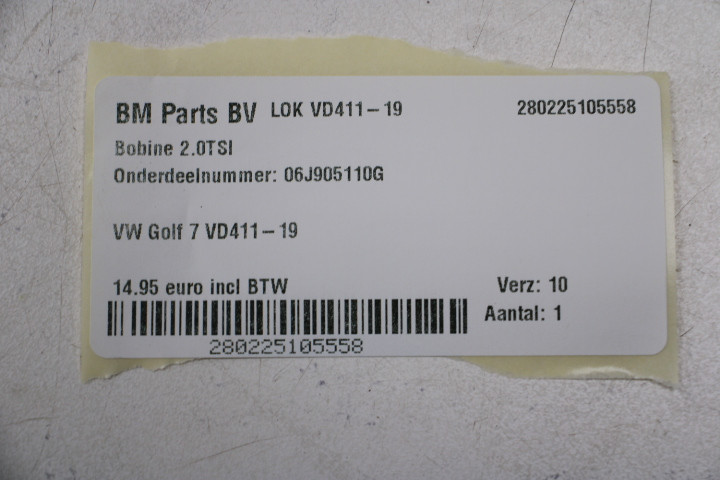 BM Parts BV LOK VD411-19 280225105558
Bobine 2.0TSI
Onderdeelnummer: 06J905110G
VW Golf 7 VD411-19
14.95 euro incl BTW Verz: 10
Aantal: 1
280225105558